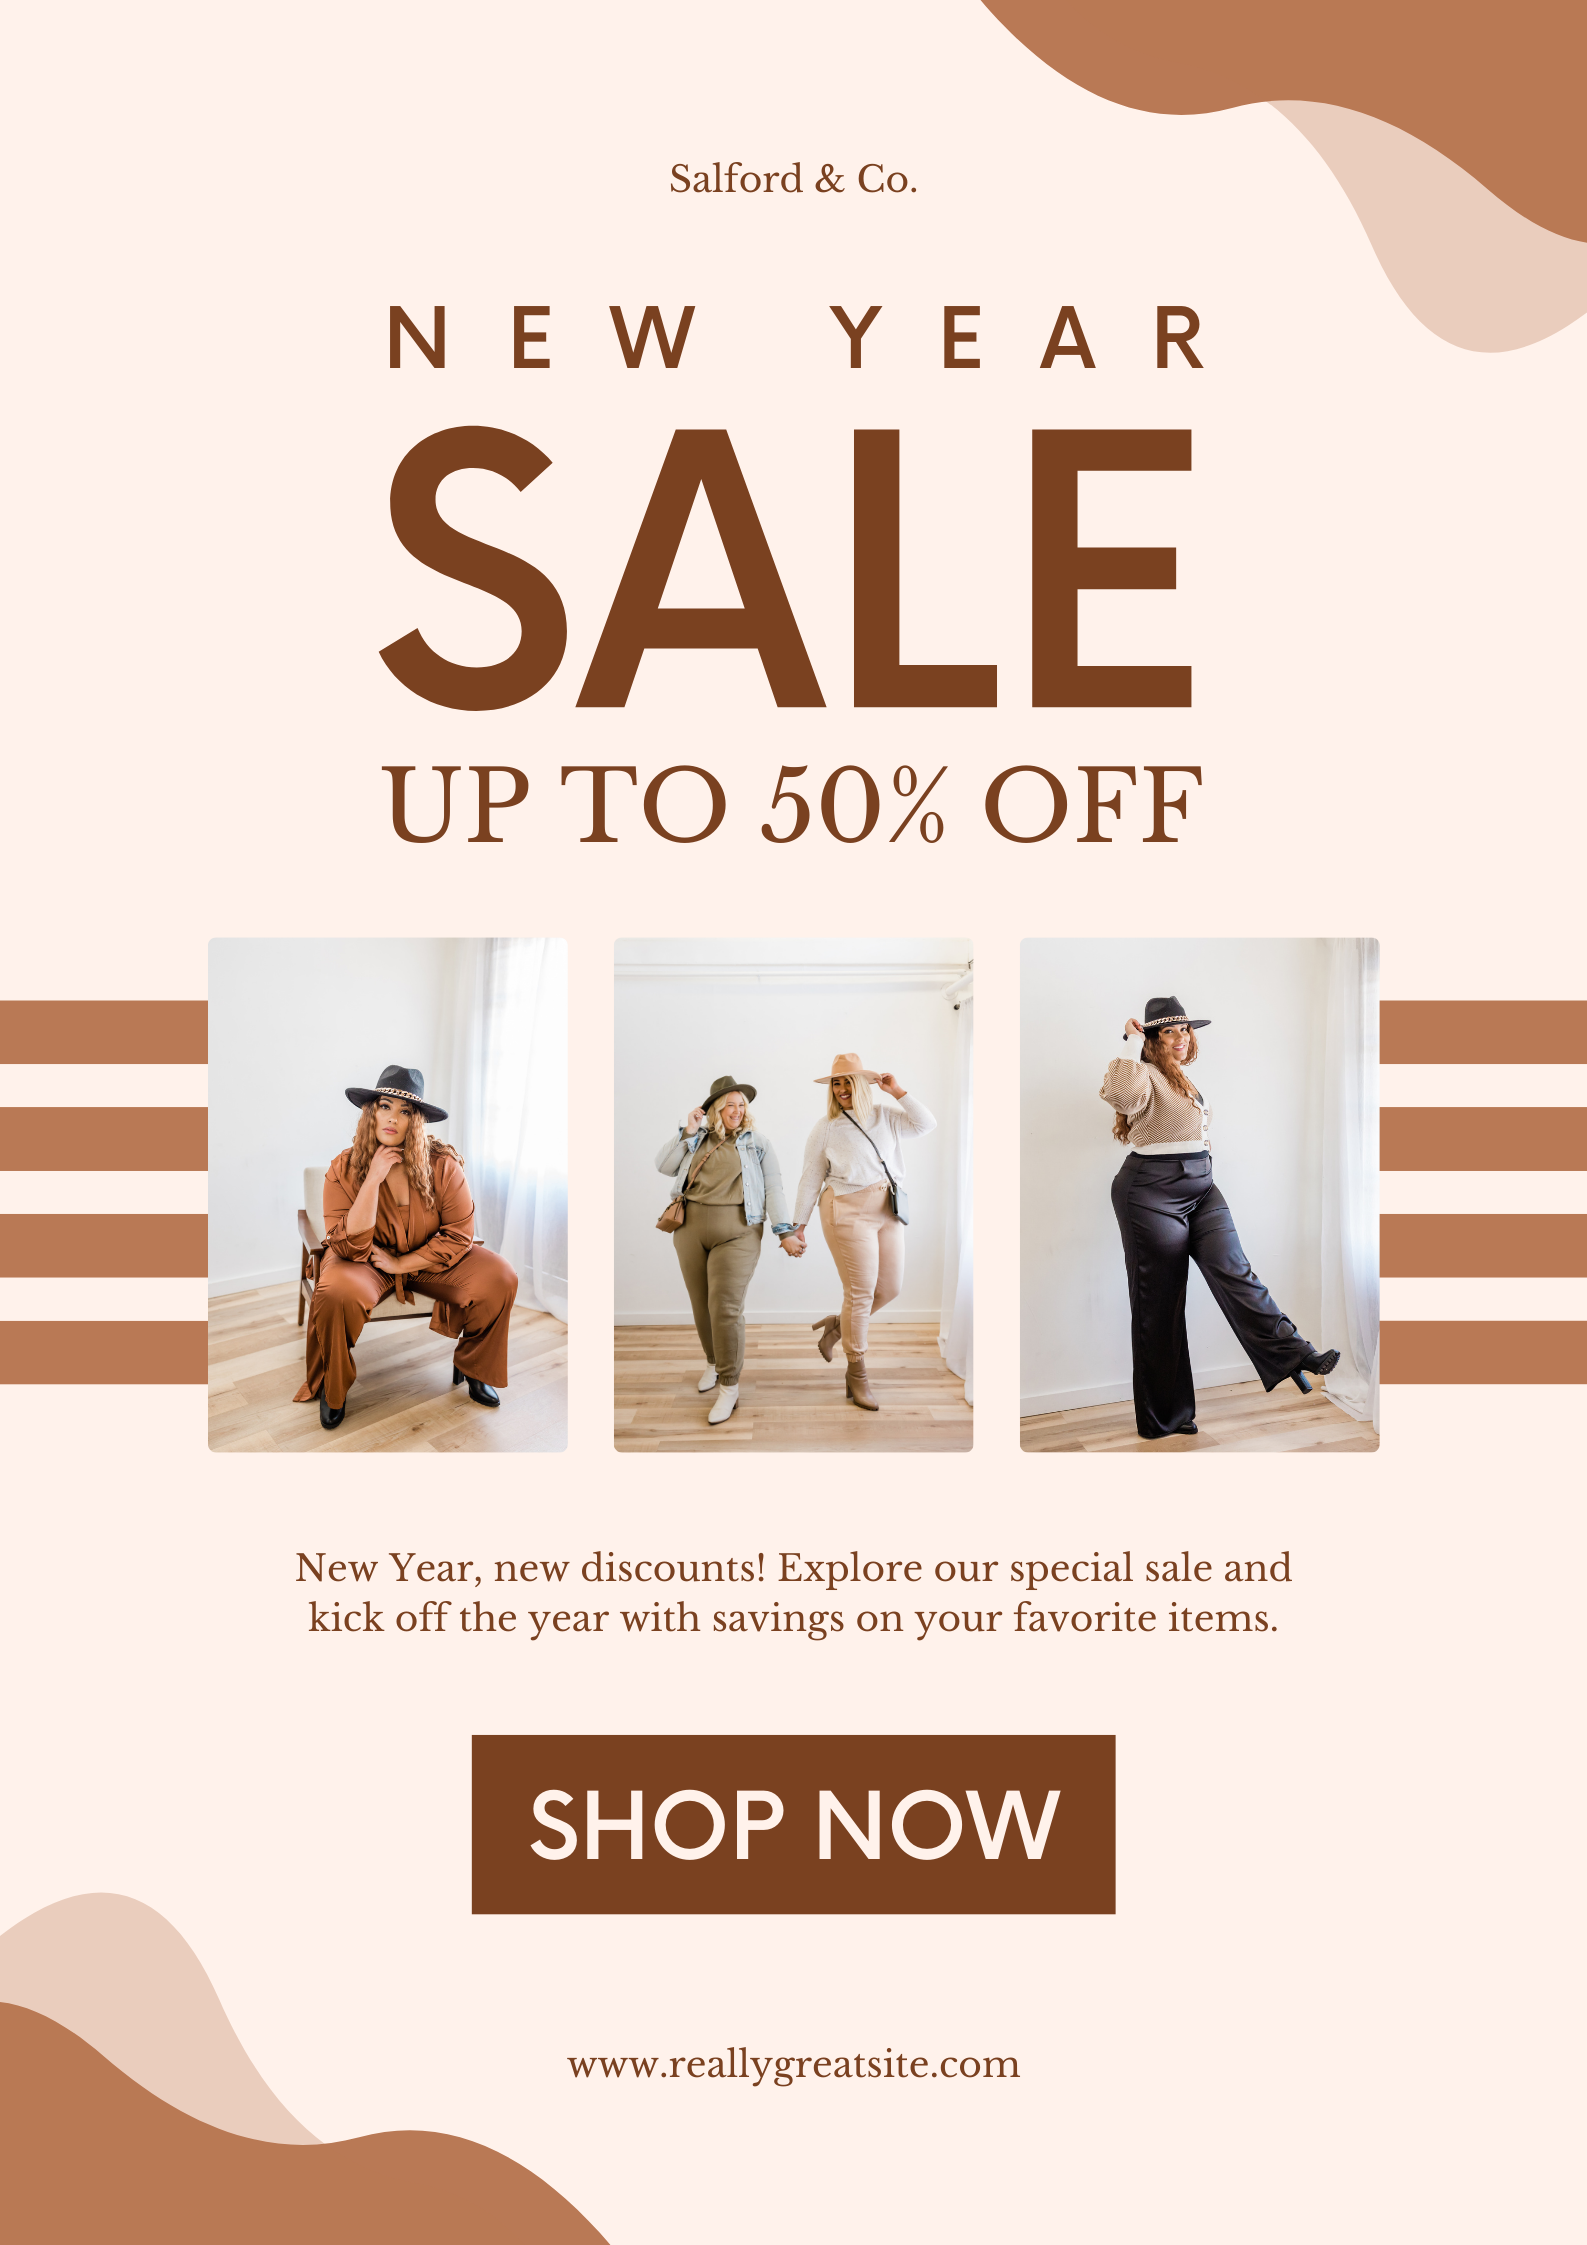 Salford & Co.
NEW YEAR
SALE
UP TO 50% OFF
New Year, new discounts! Explore our special sale and
kick off the year with savings on your favorite items.
SHOP NOW
www.reallygreatsite.com